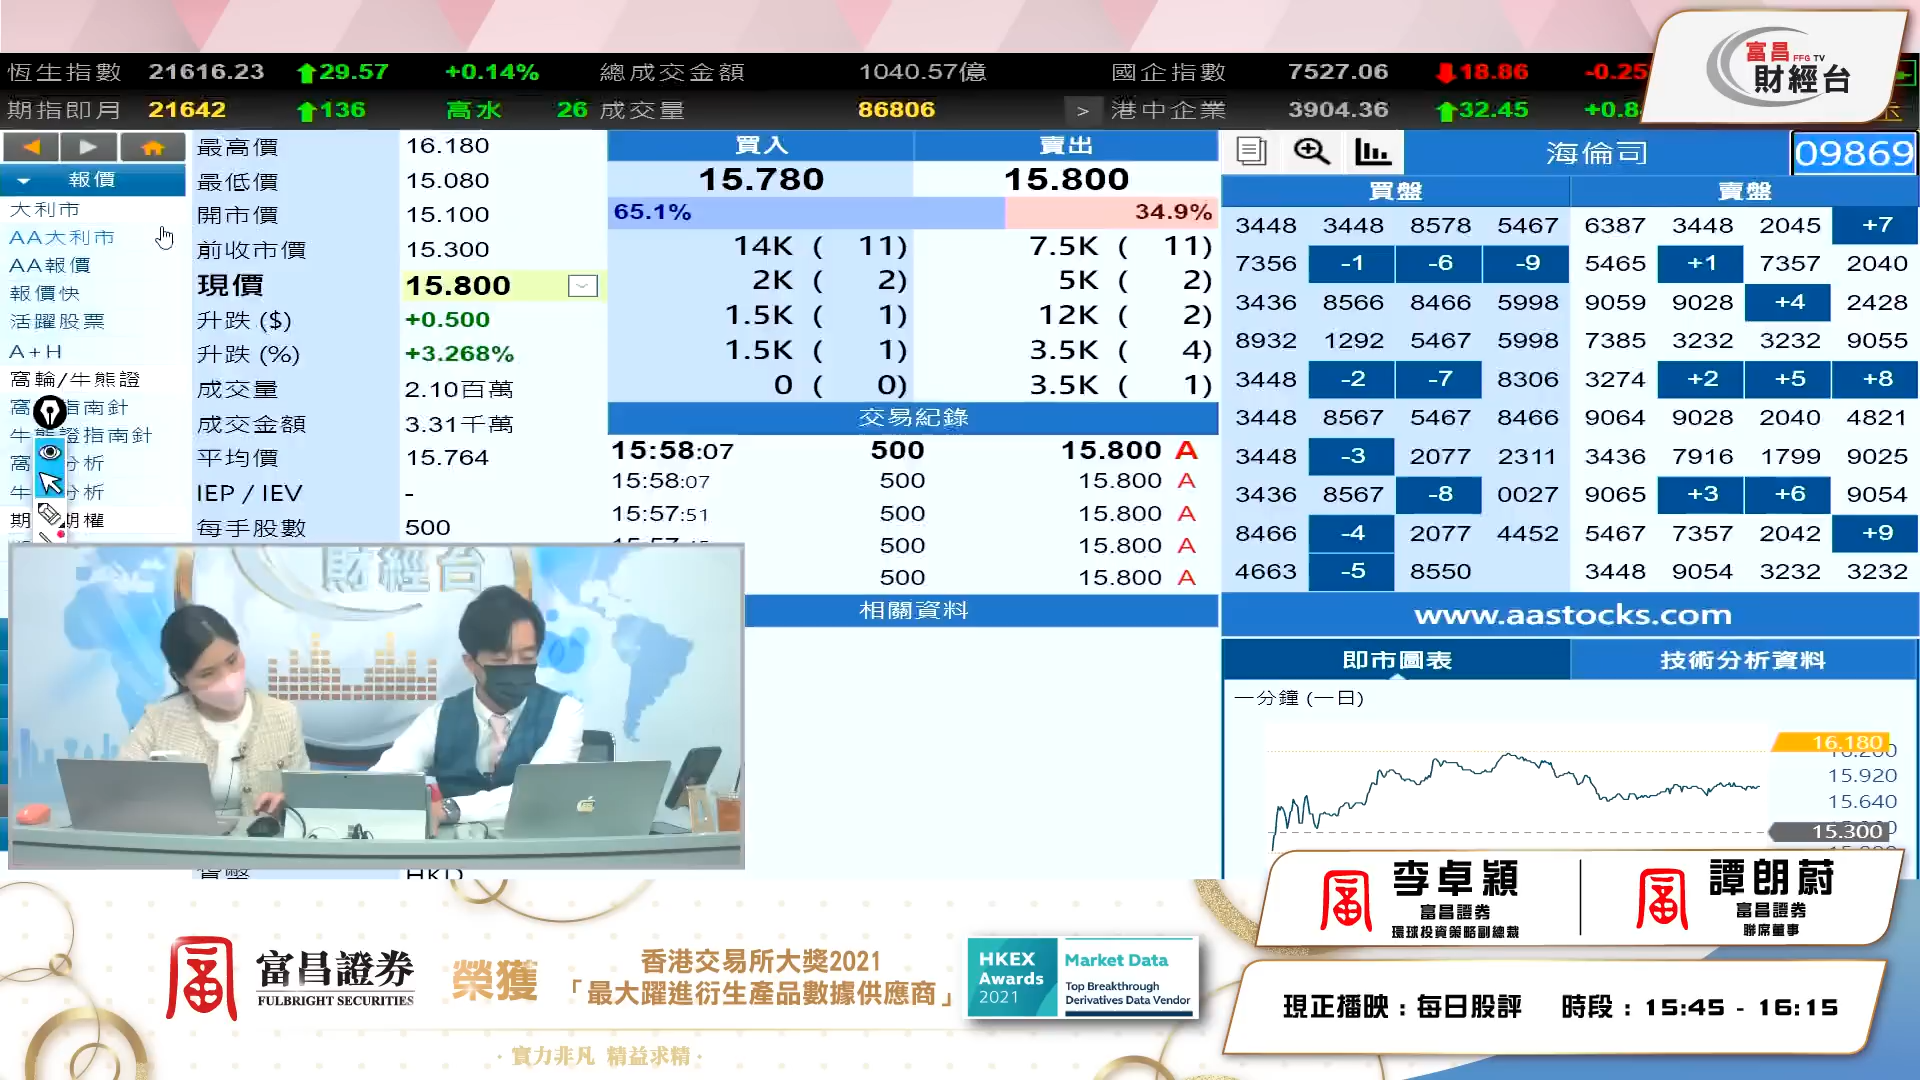 恆生指數 21616.23 29.57 +0.14% 總成交金額 1040.57億 國企指數 7527.06 18.86 -0.25
期指即月 21642 136 高水 26 成交量 86806 > 港中企業 3904.36 32.45
富昌 FFG TV
財經台
報價
大利市
AA大利市
AA報價
報價快
活躍股票
A+H
窩輪/牛熊證
最高價 16.180
最低價 15.080
開市價 15.100
前收市價 15.300
現價 15.800
升跌 ($) +0.500
升跌 (%) +3.268%
成交量 2.10百萬
成交金額 3.31千萬
平均價 15.764
IEP / IEV -
每手股數 500
買入 賣出
15.780 15.800
65.1% 34.9%
14K ( 11) 7.5K ( 11)
2K ( 2) 5K ( 2)
1.5K ( 1) 12K ( 2)
1.5K ( 1) 3.5K ( 4)
0 ( 0) 3.5K ( 1)
交易紀錄
15:58:07 500 15.800 A
15:58:07 500 15.800 A
15:57:51 500 15.800 A
500 15.800 A
500 15.800 A
相關資料
海倫司 09869
買盤 賣盤
3448 3448 8578 5467 6387 3448 2045 +7
7356 -1 -6 -9 5465 +1 7357 2040
3436 8566 8466 5998 9059 9028 +4 2428
8932 1292 5467 5998 7385 3232 3232 9055
3448 -2 -7 8306 3274 +2 +5 +8
3448 8567 5467 8466 9064 9028 2040 4821
3448 -3 2077 2311 3436 7916 1799 9025
3436 8567 -8 0027 9065 +3 +6 9054
8466 -4 2077 4452 5467 7357 2042 +9
4663 -5 8550 3448 9054 3232 3232
www.aastocks.com
即市圖表 技術分析資料
一分鐘 (一日)
16.180
15.920
15.640
15.300
財經台
李卓穎
富昌證券
環球投資策略副總裁
譚朗蔚
富昌證券
聯席董事
富昌證券
FULBRIGHT SECURITIES
榮獲
香港交易所大獎2021
「最大躍進衍生產品數據供應商」
HKEX
Awards
2021
Market Data
Top Breakthrough
Derivatives Data Vendor
· 實力非凡 精益求精 ·
現正播映：每日股評 時段：15:45 - 16:15